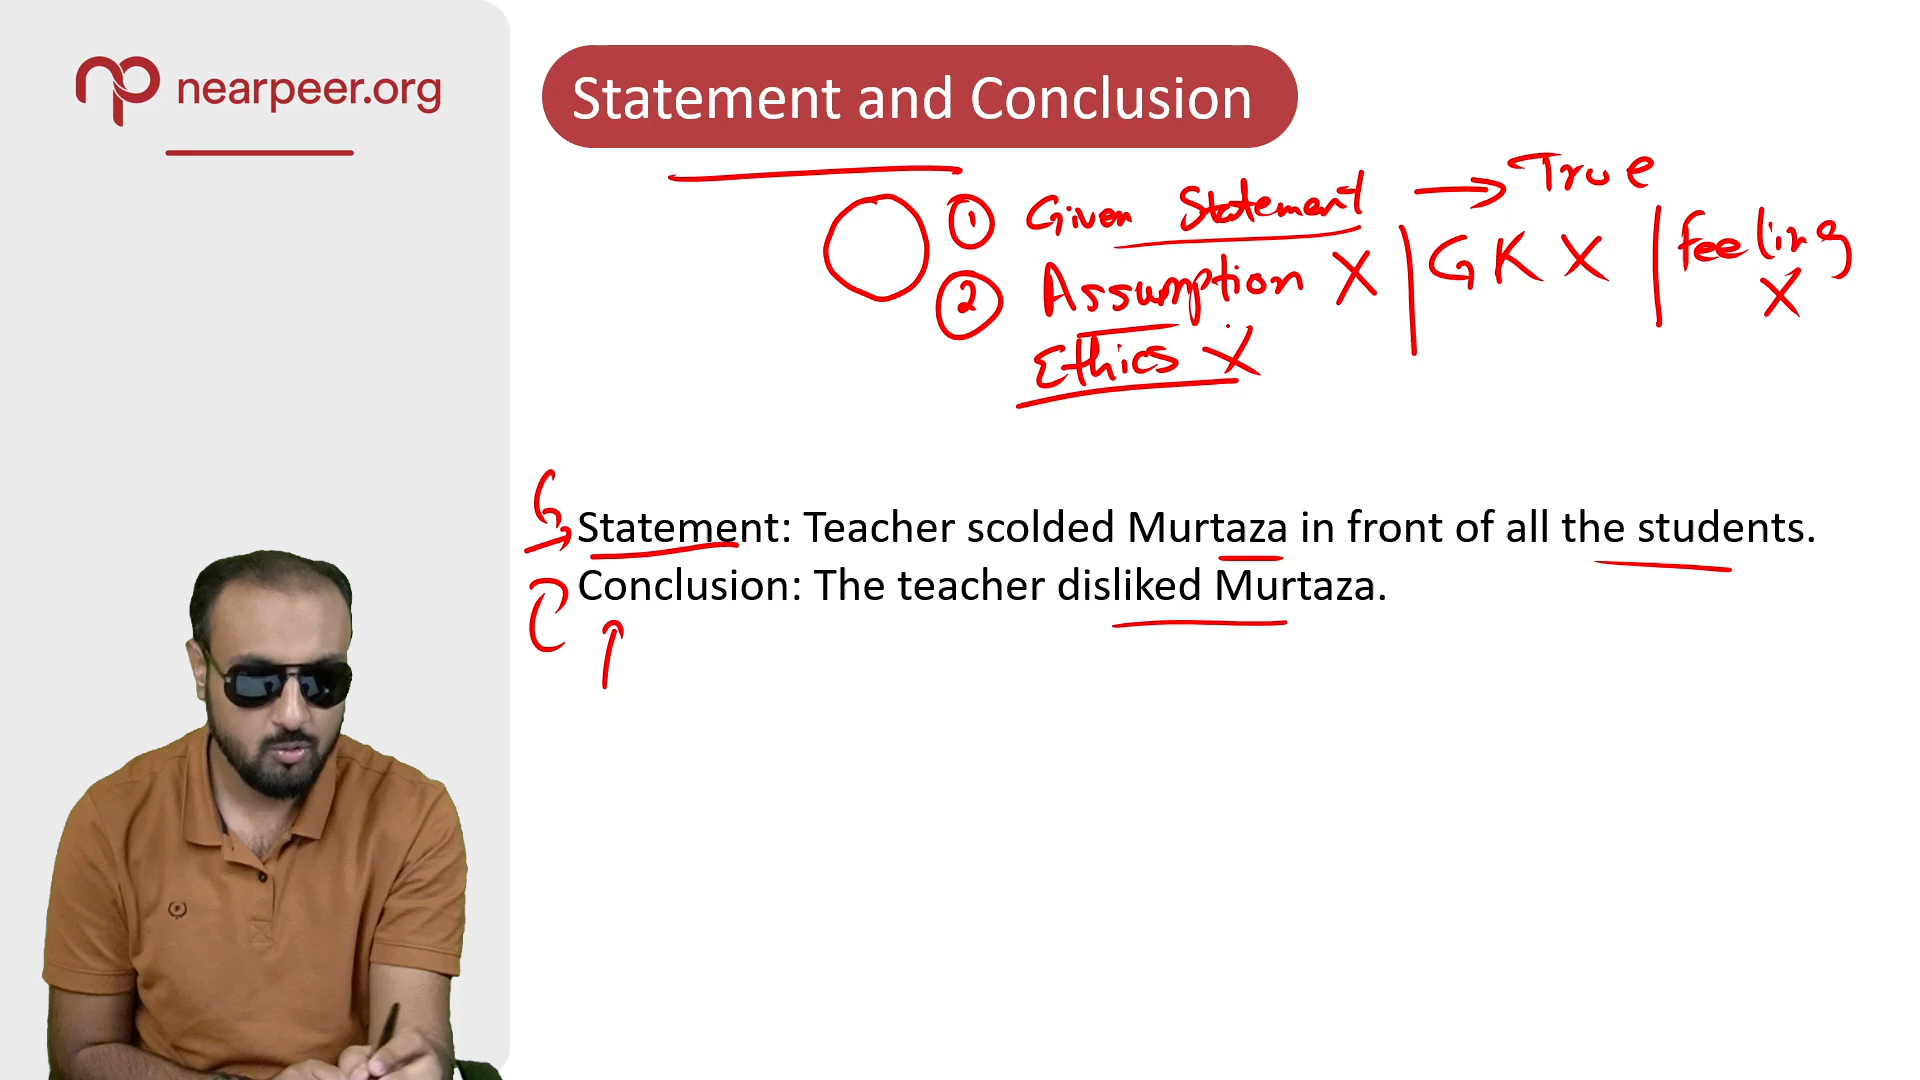 nearpeer.org
Statement and Conclusion
① Given Statement → True
② Assumption X | GK X | Feeling X
Ethics X
Statement: Teacher scolded Murtaza in front of all the students.
Conclusion: The teacher disliked Murtaza.